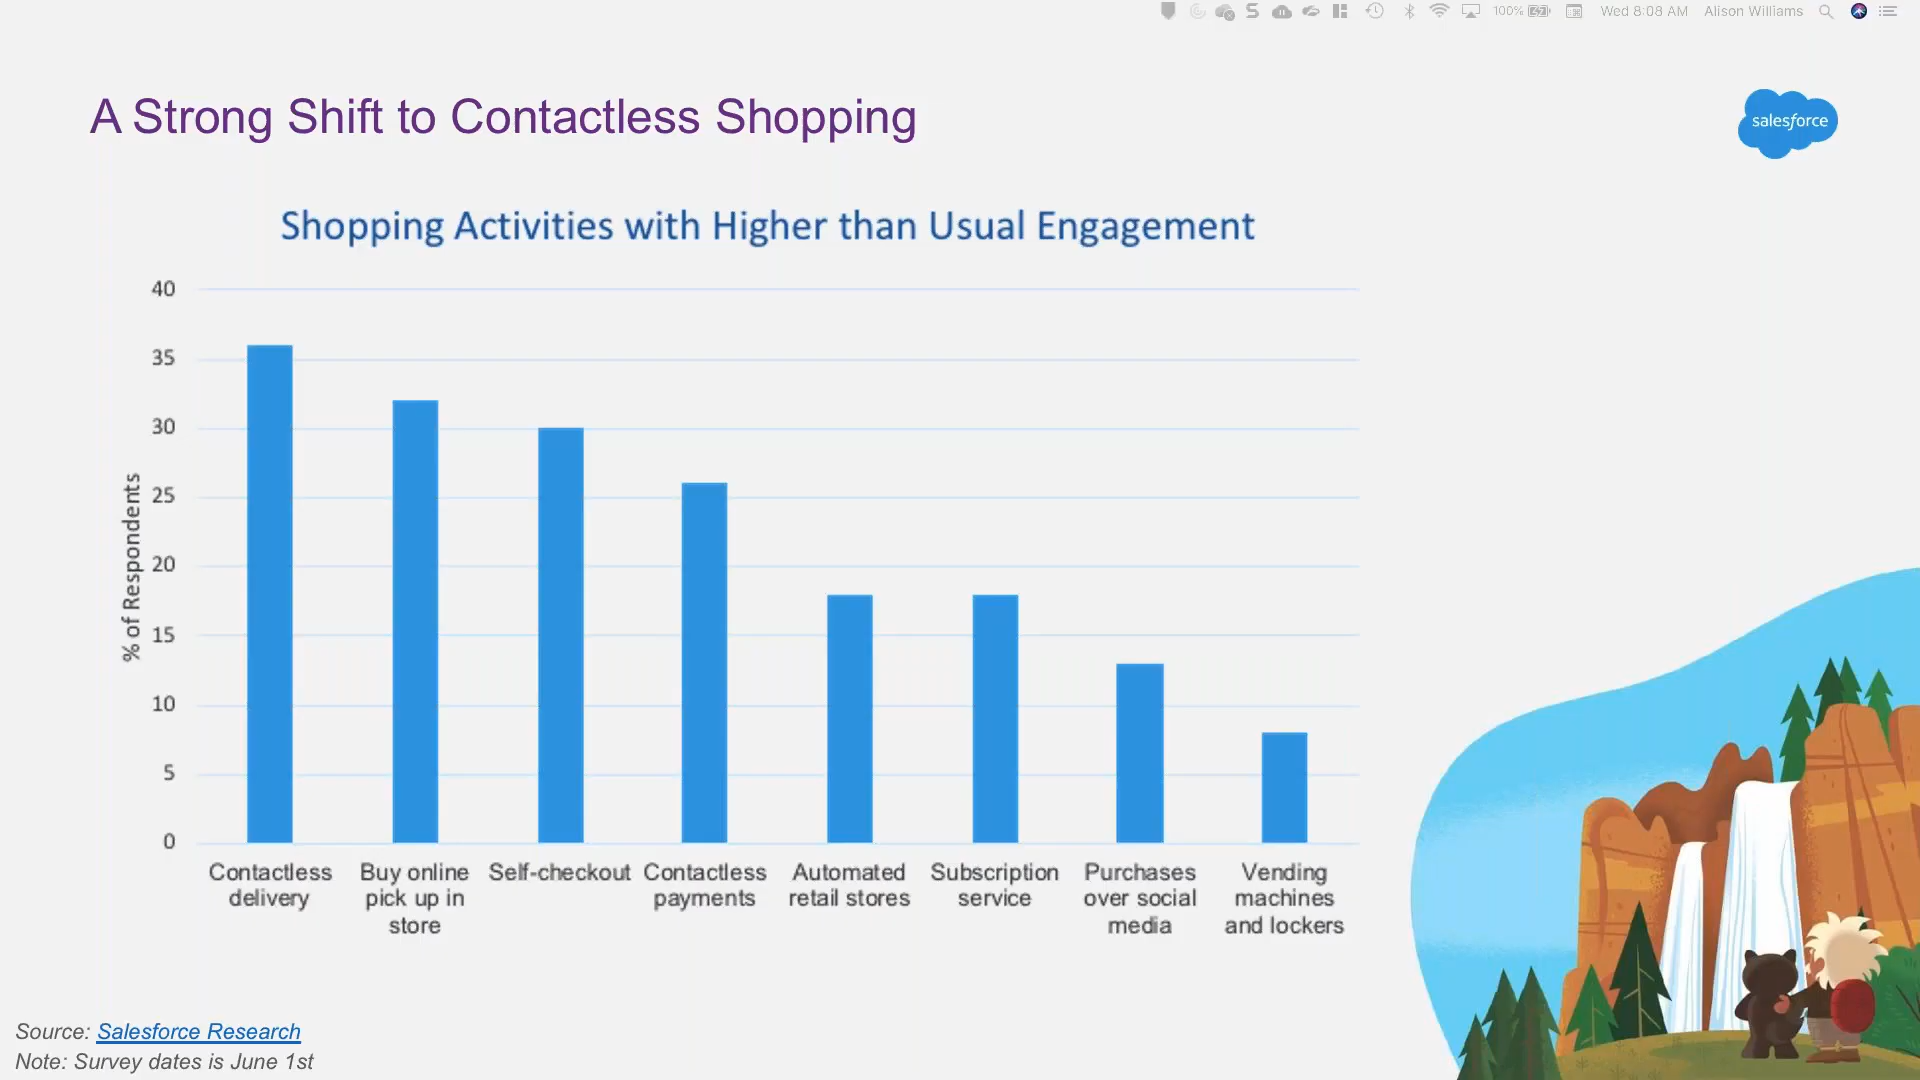 100%
Wed 8:08 AM
Alison Williams
A Strong Shift to Contactless Shopping
salesforce
Shopping Activities with Higher than Usual Engagement
% of Respondents
40
35
30
25
20
15
10
5
0
Contactless
delivery
Buy online
pick up in
store
Self-checkout
Contactless
payments
Automated
retail stores
Subscription
service
Purchases
over social
media
Vending
machines
and lockers
Source: Salesforce Research
Note: Survey dates is June 1st